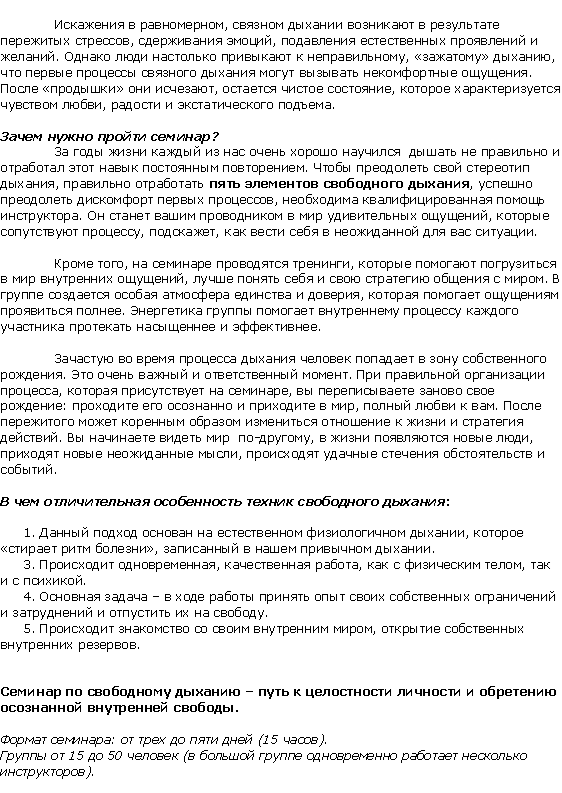 Искажения в равномерном, связном дыхании возникают в результате
пережитых стрессов, сдерживания эмоций, подавления естественных проявлений и
желаний. Однако люди настолько привыкают к неправильному, «зажатому» дыханию,
что первые процессы связного дыхания могут вызывать некомфортные ощущения.
После «продышки» они исчезают, остается чистое состояние, которое характеризуется
чувством любви, радости и экстатического подъема.
Зачем нужно пройти семинар?
За годы жизни каждый из нас очень хорошо научился дышать не правильно и
отработал этот навык постоянным повторением. Чтобы преодолеть свой стереотип
дыхания, правильно отработать пять элементов свободного дыхания, успешно
преодолеть дискомфорт первых процессов, необходима квалифицированная помощь
инструктора. Он станет вашим проводником в мир удивительных ощущений, которые
сопутствуют процессу, подскажет, как вести себя в неожиданной для вас ситуации.
Кроме того, на семинаре проводятся тренинги, которые помогают погрузиться
в мир внутренних ощущений, лучше понять себя и свою стратегию общения с миром. В
группе создается особая атмосфера единства и доверия, которая помогает ощущениям
проявиться полнее. Энергетика группы помогает внутреннему процессу каждого
участника протекать насыщеннее и эффективнее.
Зачастую во время процесса дыхания человек попадает в зону собственного
рождения. Это очень важный и ответственный момент. При правильной организации
процесса, которая присутствует на семинаре, вы переписываете заново свое
рождение: проходите его осознанно и приходите в мир, полный любви к вам. После
пережитого может коренным образом измениться отношение к жизни и стратегия
действий. Вы начинаете видеть мир по-другому, в жизни появляются новые люди,
приходят новые неожиданные мысли, происходят удачные стечения обстоятельств и
событий.
В чем отличительная особенность техник свободного дыхания:
1. Данный подход основан на естественном физиологичном дыхании, которое
«стирает ритм болезни», записанный в нашем привычном дыхании.
3. Происходит одновременная, качественная работа, как с физическим телом, так
и с психикой.
4. Основная задача – в ходе работы принять опыт своих собственных ограничений
и затруднений и отпустить их на свободу.
5. Происходит знакомство со своим внутренним миром, открытие собственных
внутренних резервов.
Семинар по свободному дыханию – путь к целостности личности и обретению
осознанной внутренней свободы.
Формат семинара: от трех до пяти дней (15 часов).
Группы от 15 до 50 человек (в большой группе одновременно работает несколько
инструкторов).